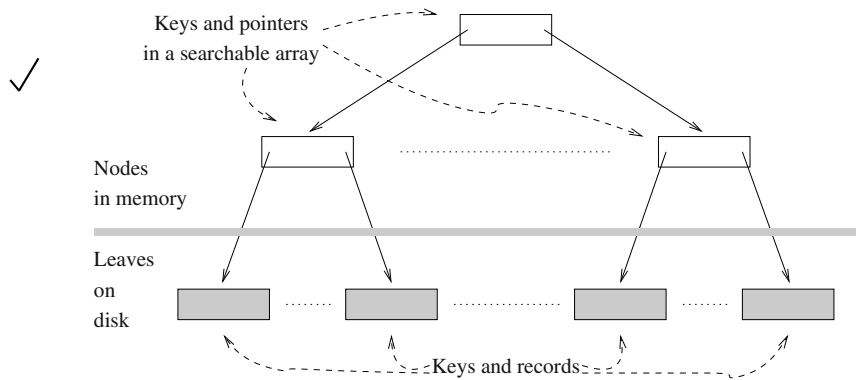 Keys and pointers
in a searchable array
Nodes
in memory
Leaves
on
disk
Keys and records